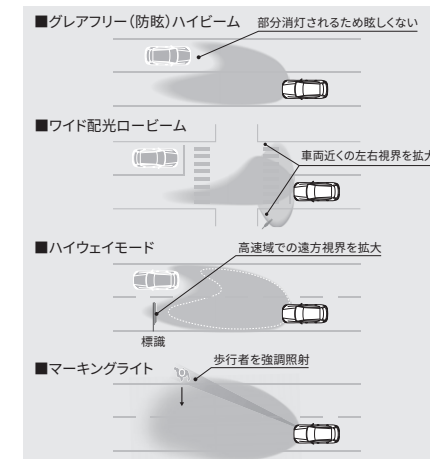 ■グレアフリー（防眩）ハイビーム
部分消灯されるため眩しくない
■ワイド配光ロービーム
車両近くの左右視界を拡大
■ハイウェイモード
高速域での遠方視界を拡大
標識
■マーキングライト
歩行者を強調照射